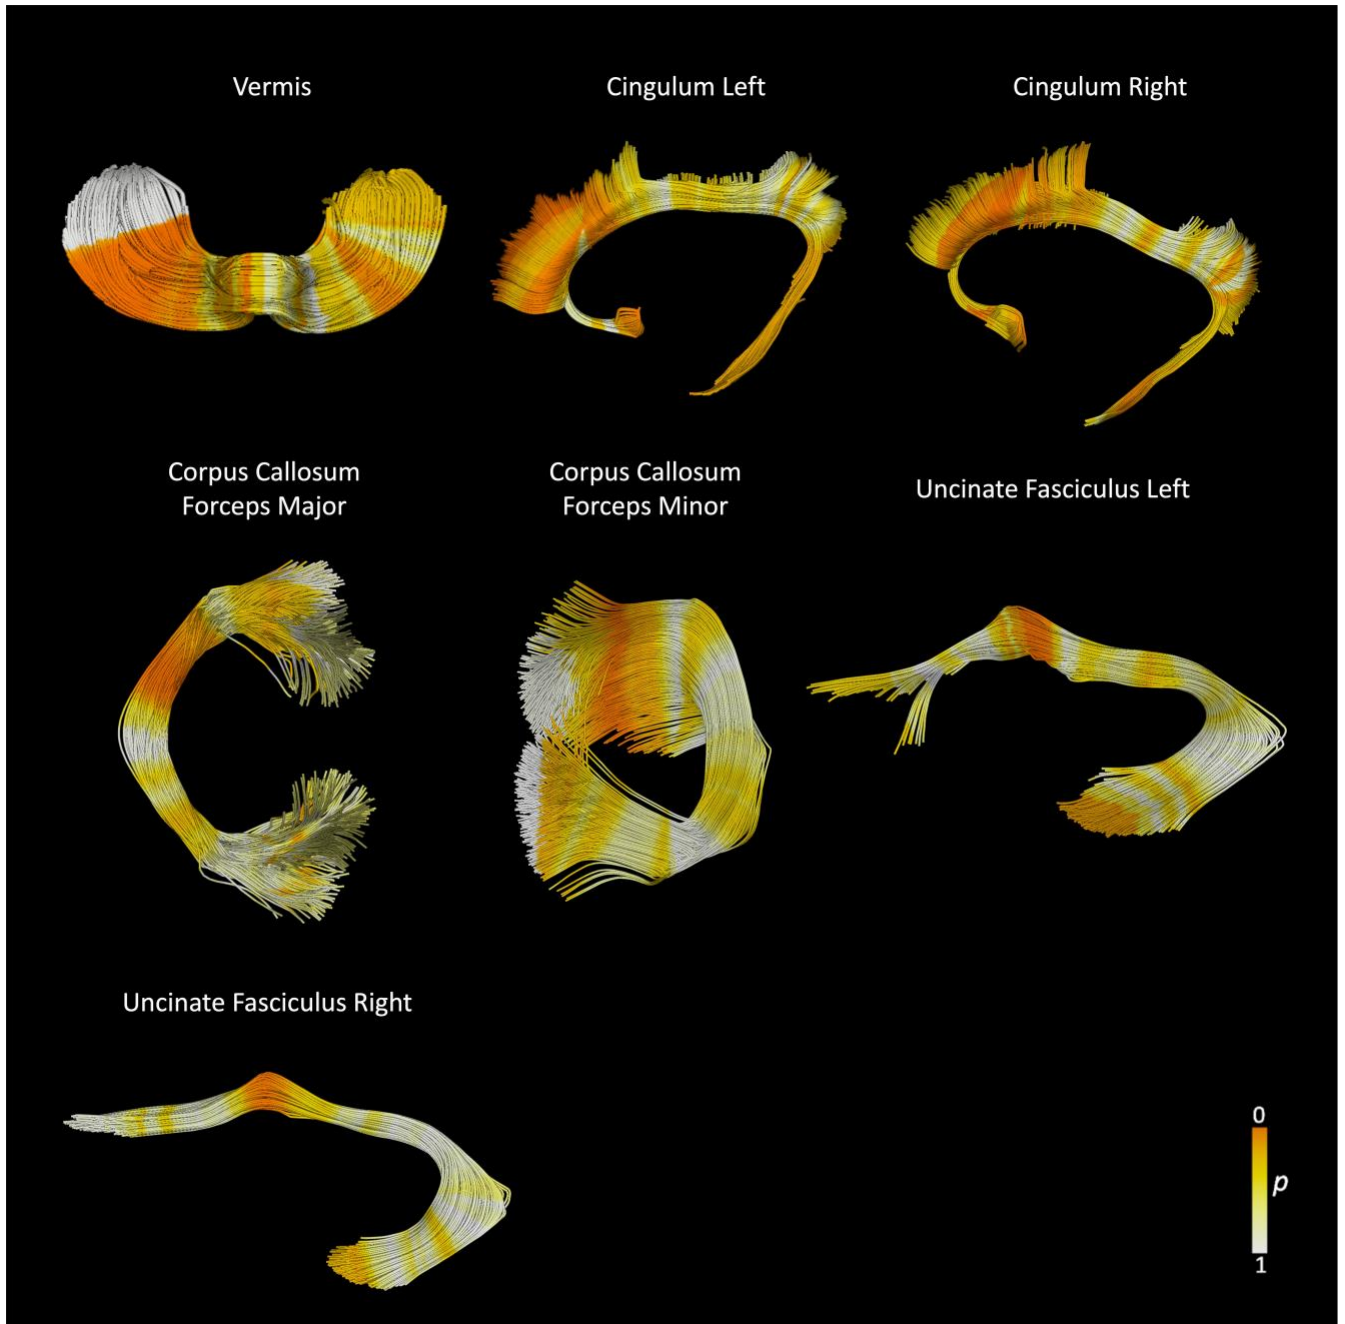 Vermis
Cingulum Left
Cingulum Right
Corpus Callosum
Forceps Major
Corpus Callosum
Forceps Minor
Uncinate Fasciculus Left
Uncinate Fasciculus Right
0
p
1